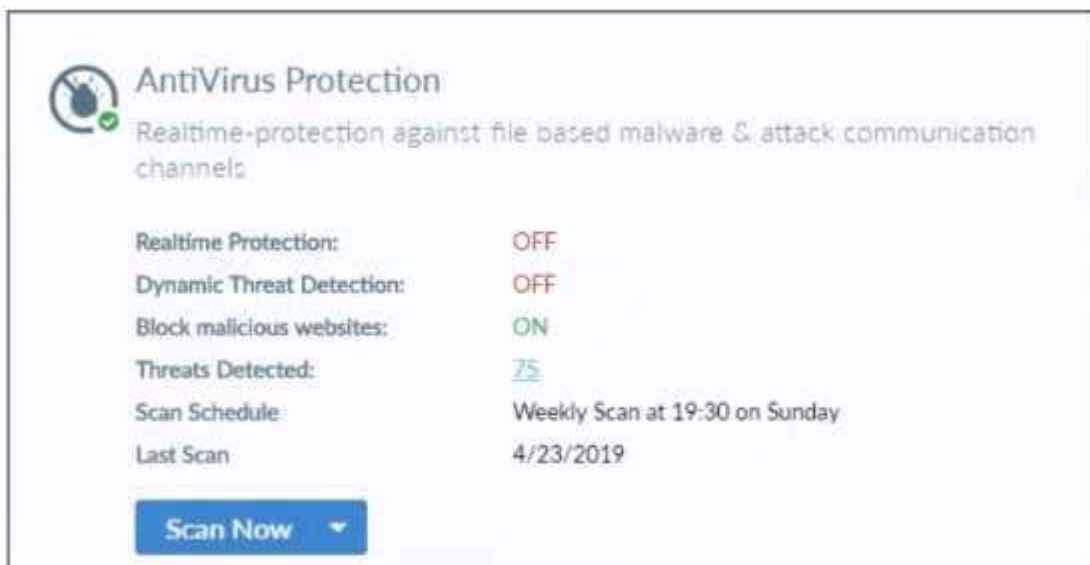 AntiVirus Protection
Realtime-protection against file based malware & attack communication
channels
Realtime Protection: OFF
Dynamic Threat Detection: OFF
Block malicious websites: ON
Threats Detected: 75
Scan Schedule Weekly Scan at 19:30 on Sunday
Last Scan 4/23/2019
Scan Now